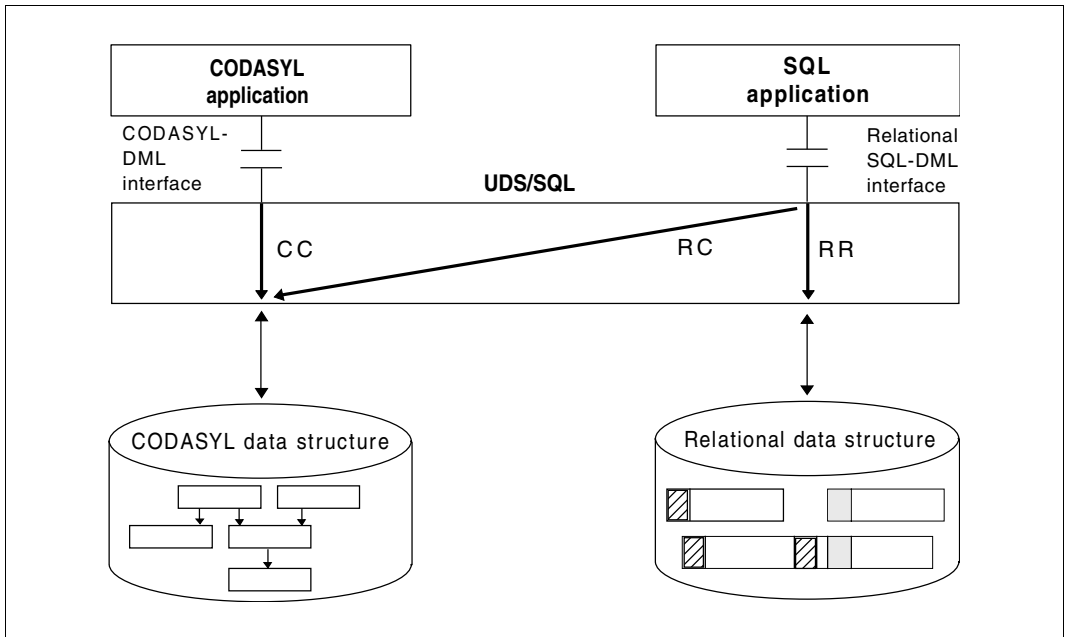 CODASYL
application
SQL
application
CODASYL-
DML
interface
Relational
SQL-DML
interface
UDS/SQL
CC
RC
RR
CODASYL data structure
Relational data structure